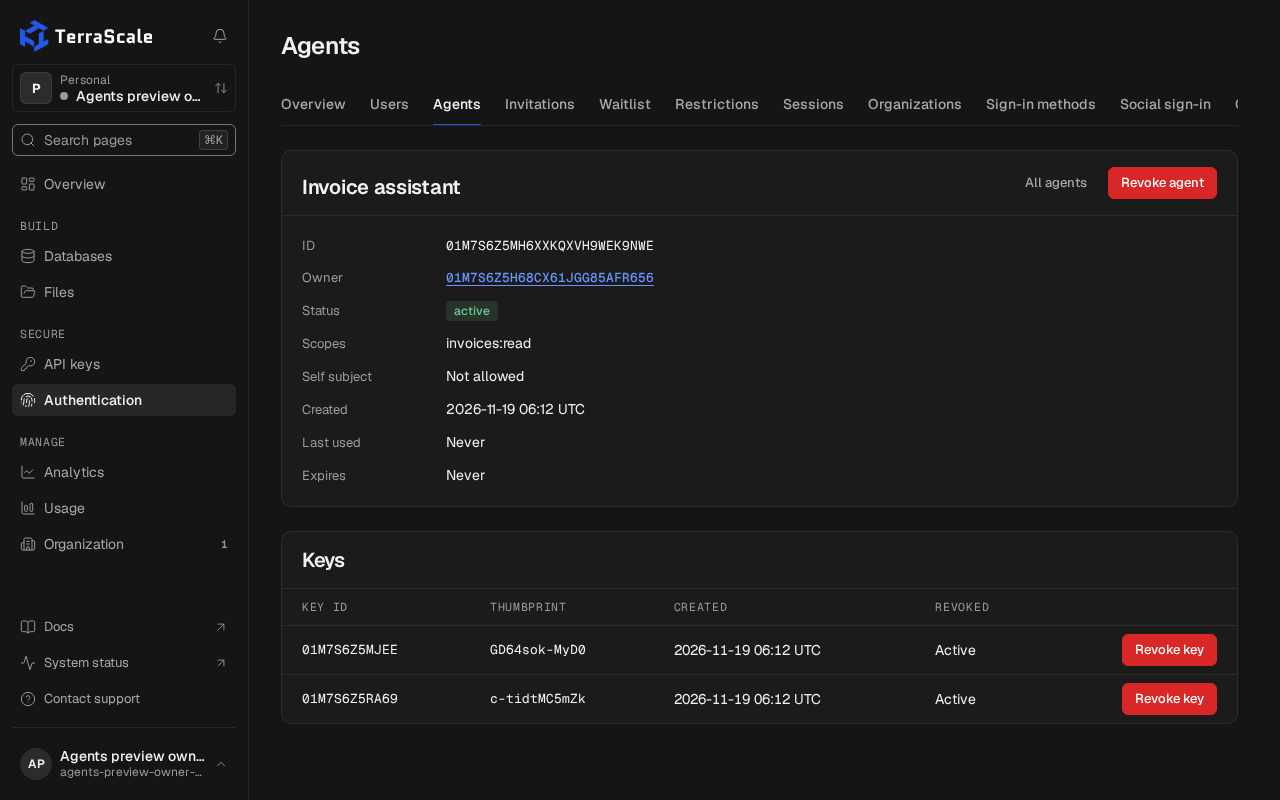 TerraScale
P
Personal
Agents preview o...
Search pages
⌘K
Overview
BUILD
Databases
Files
SECURE
API keys
Authentication
MANAGE
Analytics
Usage
Organization
1
Docs
System status
Contact support
AP
Agents preview own...
agents-preview-owner-...
Agents
Overview
Users
Agents
Invitations
Waitlist
Restrictions
Sessions
Organizations
Sign-in methods
Social sign-in
Invoice assistant
All agents
Revoke agent
ID
01M7S6Z5MH6XXKQXVH9WEK9NWE
Owner
01M7S6Z5H68CX61JGG85AFR656
Status
active
Scopes
invoices:read
Self subject
Not allowed
Created
2026-11-19 06:12 UTC
Last used
Never
Expires
Never
Keys
KEY ID
THUMBPRINT
CREATED
REVOKED
01M7S6Z5MJEE
GD64sok-MyD0
2026-11-19 06:12 UTC
Active
Revoke key
01M7S6Z5RA69
c-tidtMC5mZk
2026-11-19 06:12 UTC
Active
Revoke key